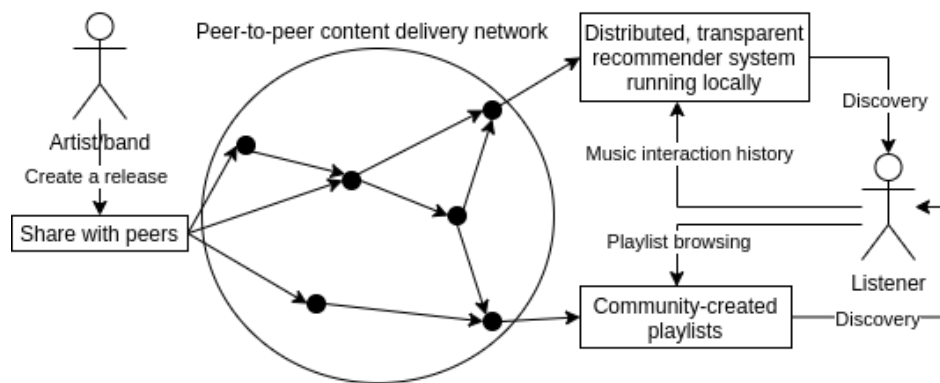 Peer-to-peer content delivery network
Artist/band
Create a release
Share with peers
Distributed, transparent
recommender system
running locally
Discovery
Music interaction history
Playlist browsing
Listener
Community-created
playlists
Discovery